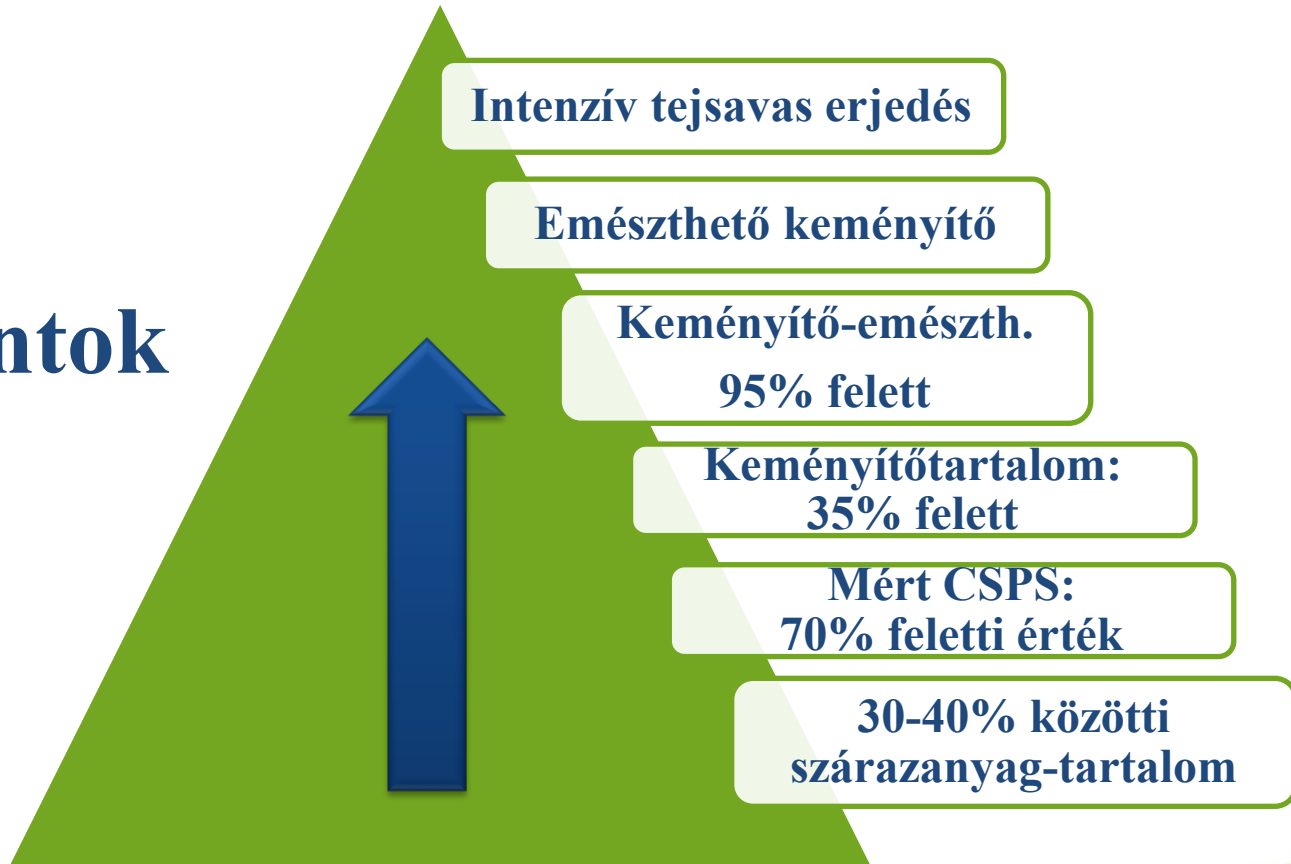 Intenzív tejsavas erjedés
Emészthető keményítő
ntok
Keményítő-emészth.
95% felett
Keményítőtartalom:
35% felett
Mért CSPS:
70% feletti érték
30-40% közötti
szárazanyag-tartalom